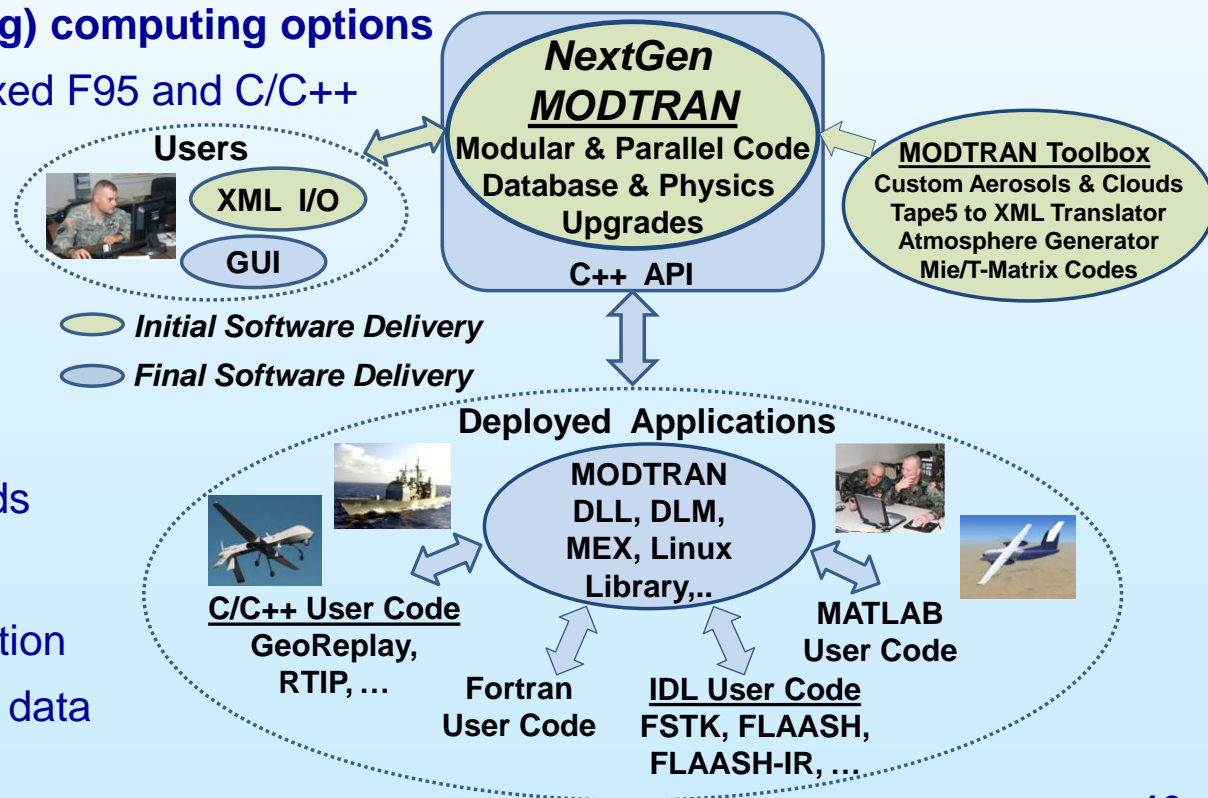 g) computing options
xed F95 and C/C++
Users
XML I/O
GUI
NextGen
MODTRAN
Modular & Parallel Code
Database & Physics
Upgrades
C++ API
MODTRAN Toolbox
Custom Aerosols & Clouds
Tape5 to XML Translator
Atmosphere Generator
Mie/T-Matrix Codes
Initial Software Delivery
Final Software Delivery
ds
tion
data
Deployed Applications
MODTRAN
DLL, DLM,
MEX, Linux
Library,..
C/C++ User Code
GeoReplay,
RTIP, …
Fortran
User Code
IDL User Code
FSTK, FLAASH,
FLAASH-IR, …
MATLAB
User Code